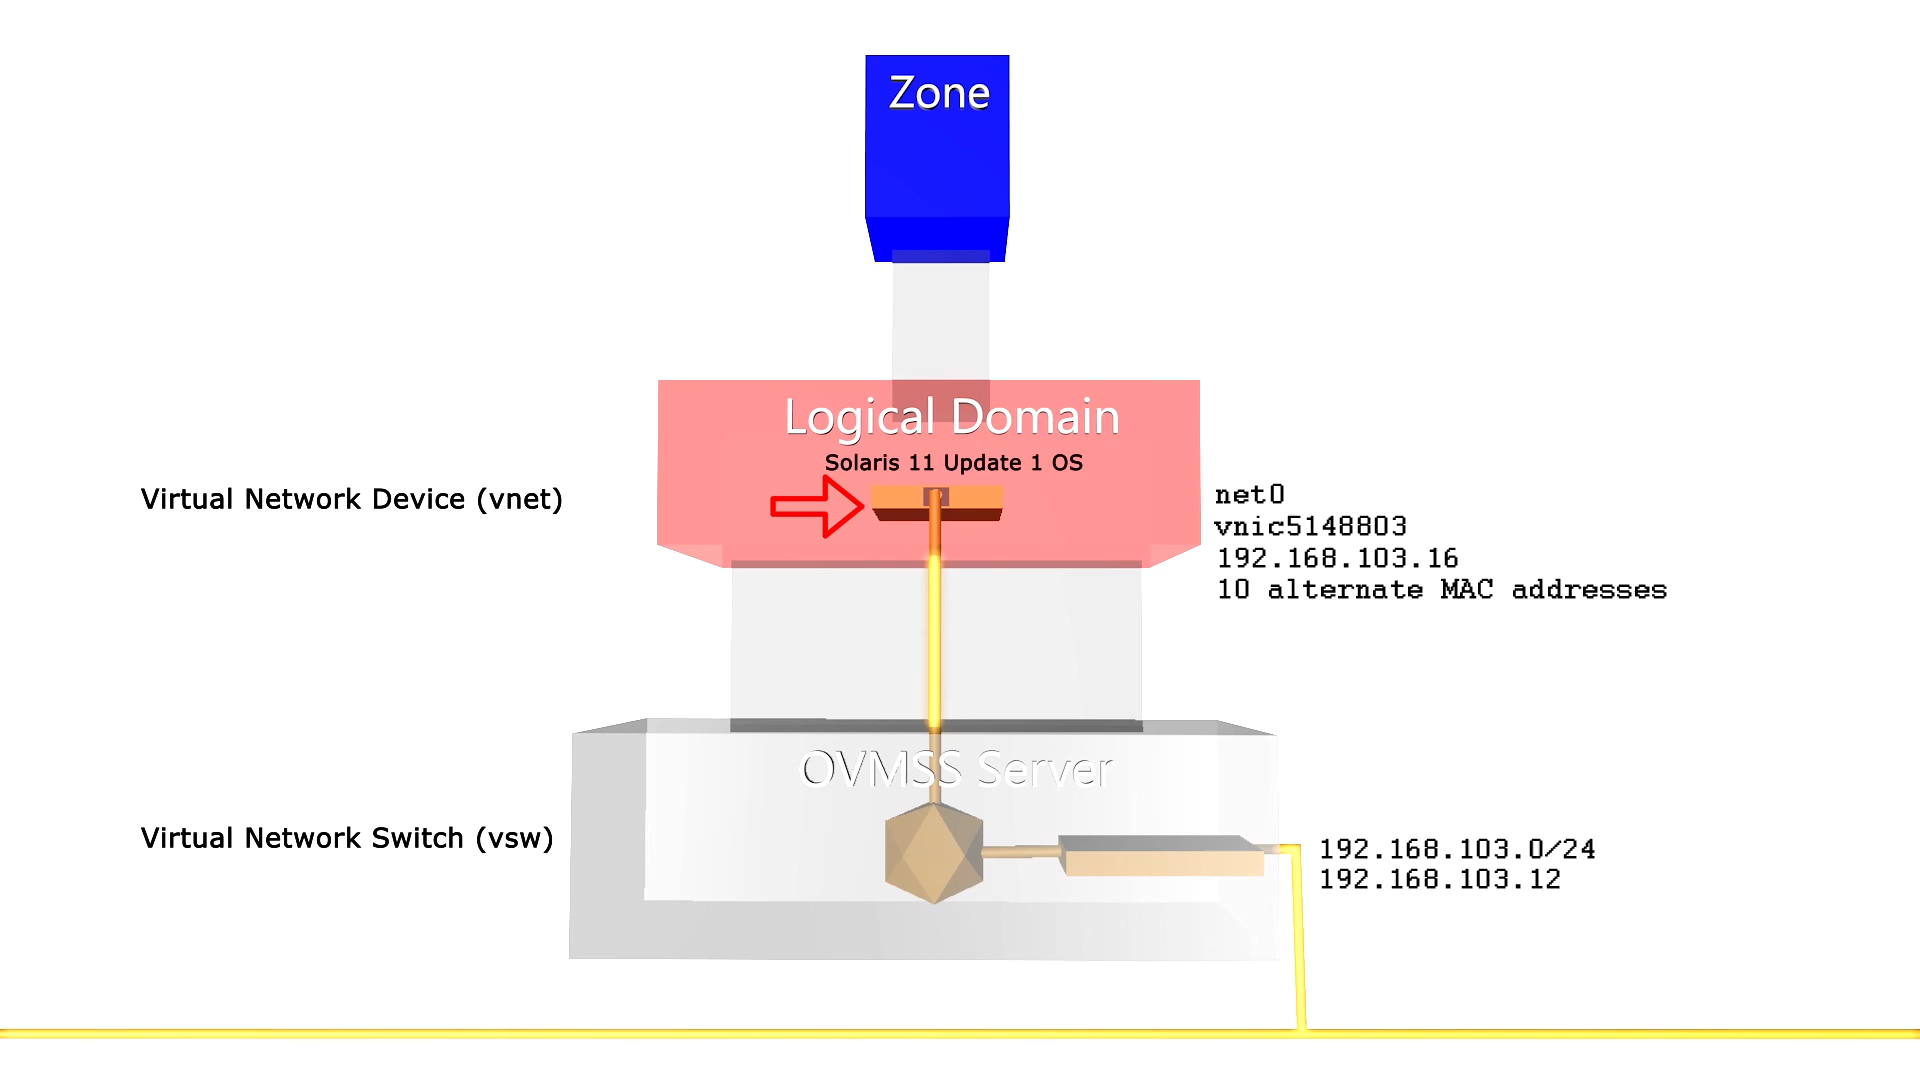 Zone
Logical Domain
Solaris 11 Update 1 OS
Virtual Network Device (vnet)
net0
vnic5148803
192.168.103.16
10 alternate MAC addresses
OVMSS Server
Virtual Network Switch (vsw)
192.168.103.0/24
192.168.103.12